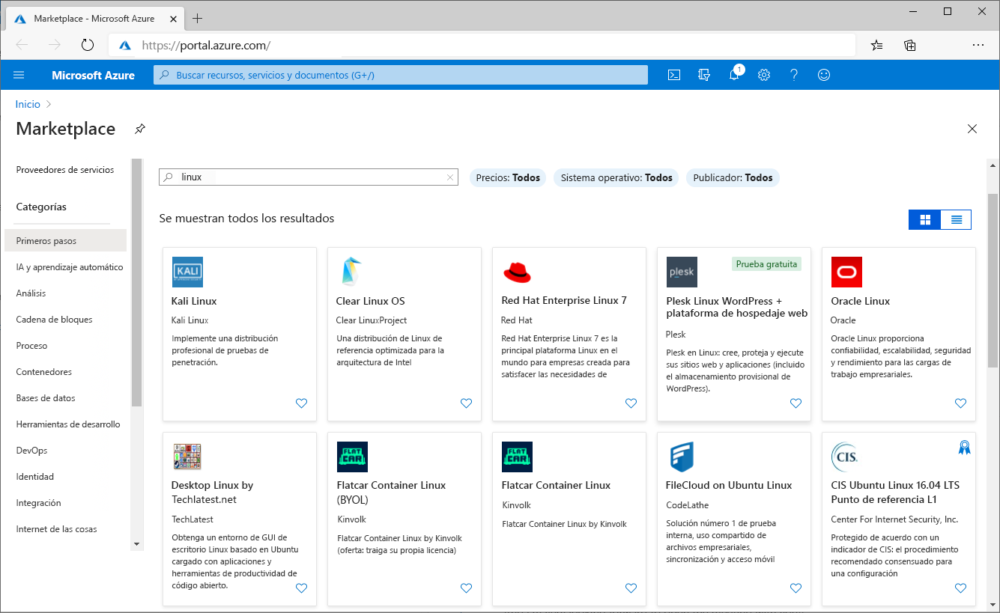 Marketplace - Microsoft Azure
https://portal.azure.com/
Microsoft Azure
Buscar recursos, servicios y documentos (G+/)
1
Inicio
Marketplace
Proveedores de servicios
Categorías
Primeros pasos
IA y aprendizaje automático
Análisis
Cadena de bloques
Proceso
Contenedores
Bases de datos
Herramientas de desarrollo
DevOps
Identidad
Integración
Internet de las cosas
linux
Precios: Todos
Sistema operativo: Todos
Publicador: Todos
Se muestran todos los resultados
KALI
Kali Linux
Kali Linux
Implemente una distribución
profesional de pruebas de
penetración.
Clear Linux OS
Clear LinuxProject
Una distribución de Linux de
referencia optimizada para la
arquitectura de Intel
Red Hat Enterprise Linux 7
Red Hat
Red Hat Enterprise Linux 7 es la
principal plataforma Linux en el
mundo para empresas creada para
satisfacer las necesidades de
plesk
Prueba gratuita
Plesk Linux WordPress +
plataforma de hospedaje web
Plesk
Plesk en Linux: cree, proteja y ejecute
sus sitios web y aplicaciones (incluido
el almacenamiento provisional de
WordPress).
Oracle Linux
Oracle
Oracle Linux proporciona
confiabilidad, escalabilidad, seguridad
y rendimiento para las cargas de
trabajo empresariales.
Desktop Linux by
Techlatest.net
TechLatest
Obtenga un entorno de GUI de
escritorio Linux basado en Ubuntu
cargado con aplicaciones y
herramientas de productividad de
código abierto.
FLAT
CAR
Flatcar Container Linux
(BYOL)
Kinvolk
Flatcar Container Linux by Kinvolk
(oferta: traiga su propia licencia)
FLAT
CAR
Flatcar Container Linux
Kinvolk
Flatcar Container Linux by Kinvolk
FileCloud on Ubuntu Linux
CodeLathe
Solución número 1 de prueba
interna, uso compartido de
archivos empresariales,
sincronización y acceso móvil
CIS.
CIS Ubuntu Linux 16.04 LTS
Punto de referencia L1
Center For Internet Security, Inc.
Protegido de acuerdo con un
indicador de CIS: el procedimiento
recomendado consensuado para
una configuración